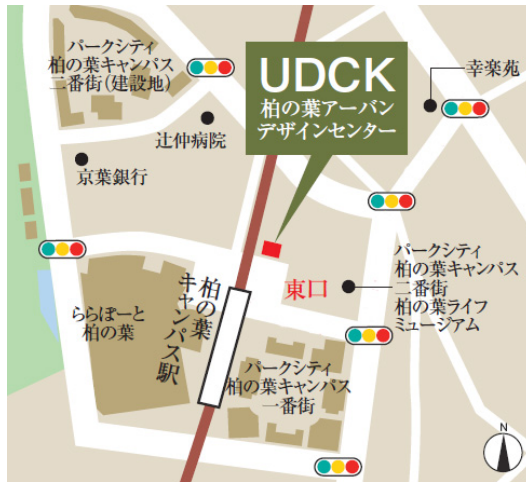 パークシティ
柏の葉キャンパス
二番街(建設地)
UDCK
柏の葉アーバン
デザインセンター
幸楽苑
辻仲病院
京葉銀行
東口
パークシティ
柏の葉キャンパス
二番街
柏の葉ライフ
ミュージアム
ららぽーと
柏の葉
柏の葉
キャンパス駅
パークシティ
柏の葉キャンパス
一番街
N